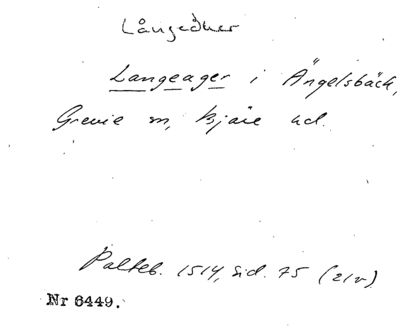 Långeåker
Langeager i Ängelsbäck,
Grevie sn, Bjäre hd.
Palteb. 1514, sid. 75 (21v)
Nr 6449.